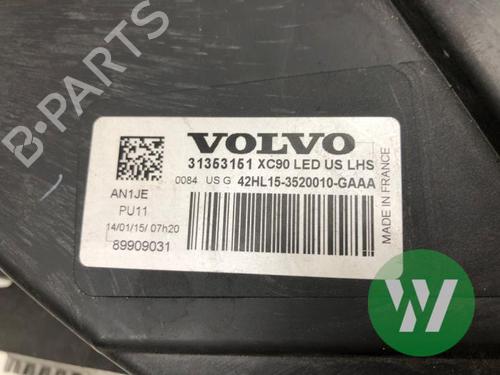 B-PARTS
VOLVO
31353151 XC90 LED US LHS
0084 US G 42HL15-3520010-GAAA
AN1JE
PU11
14/01/15/ 07h20
89909031
MADE IN FRANCE
W